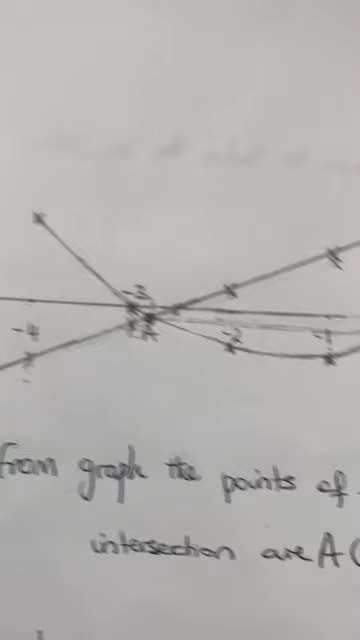 -3
-4 A -2 -1
from graph the points of
intersection are A(